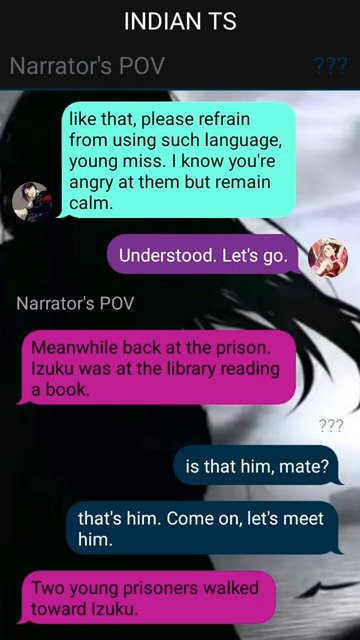 INDIAN TS
Narrator's POV
???
like that, please refrain
from using such language,
young miss. I know you're
angry at them but remain
calm.
Understood. Let's go.
Narrator's POV
Meanwhile back at the prison.
Izuku was at the library reading
a book.
???
is that him, mate?
that's him. Come on, let's meet
him.
Two young prisoners walked
toward Izuku.